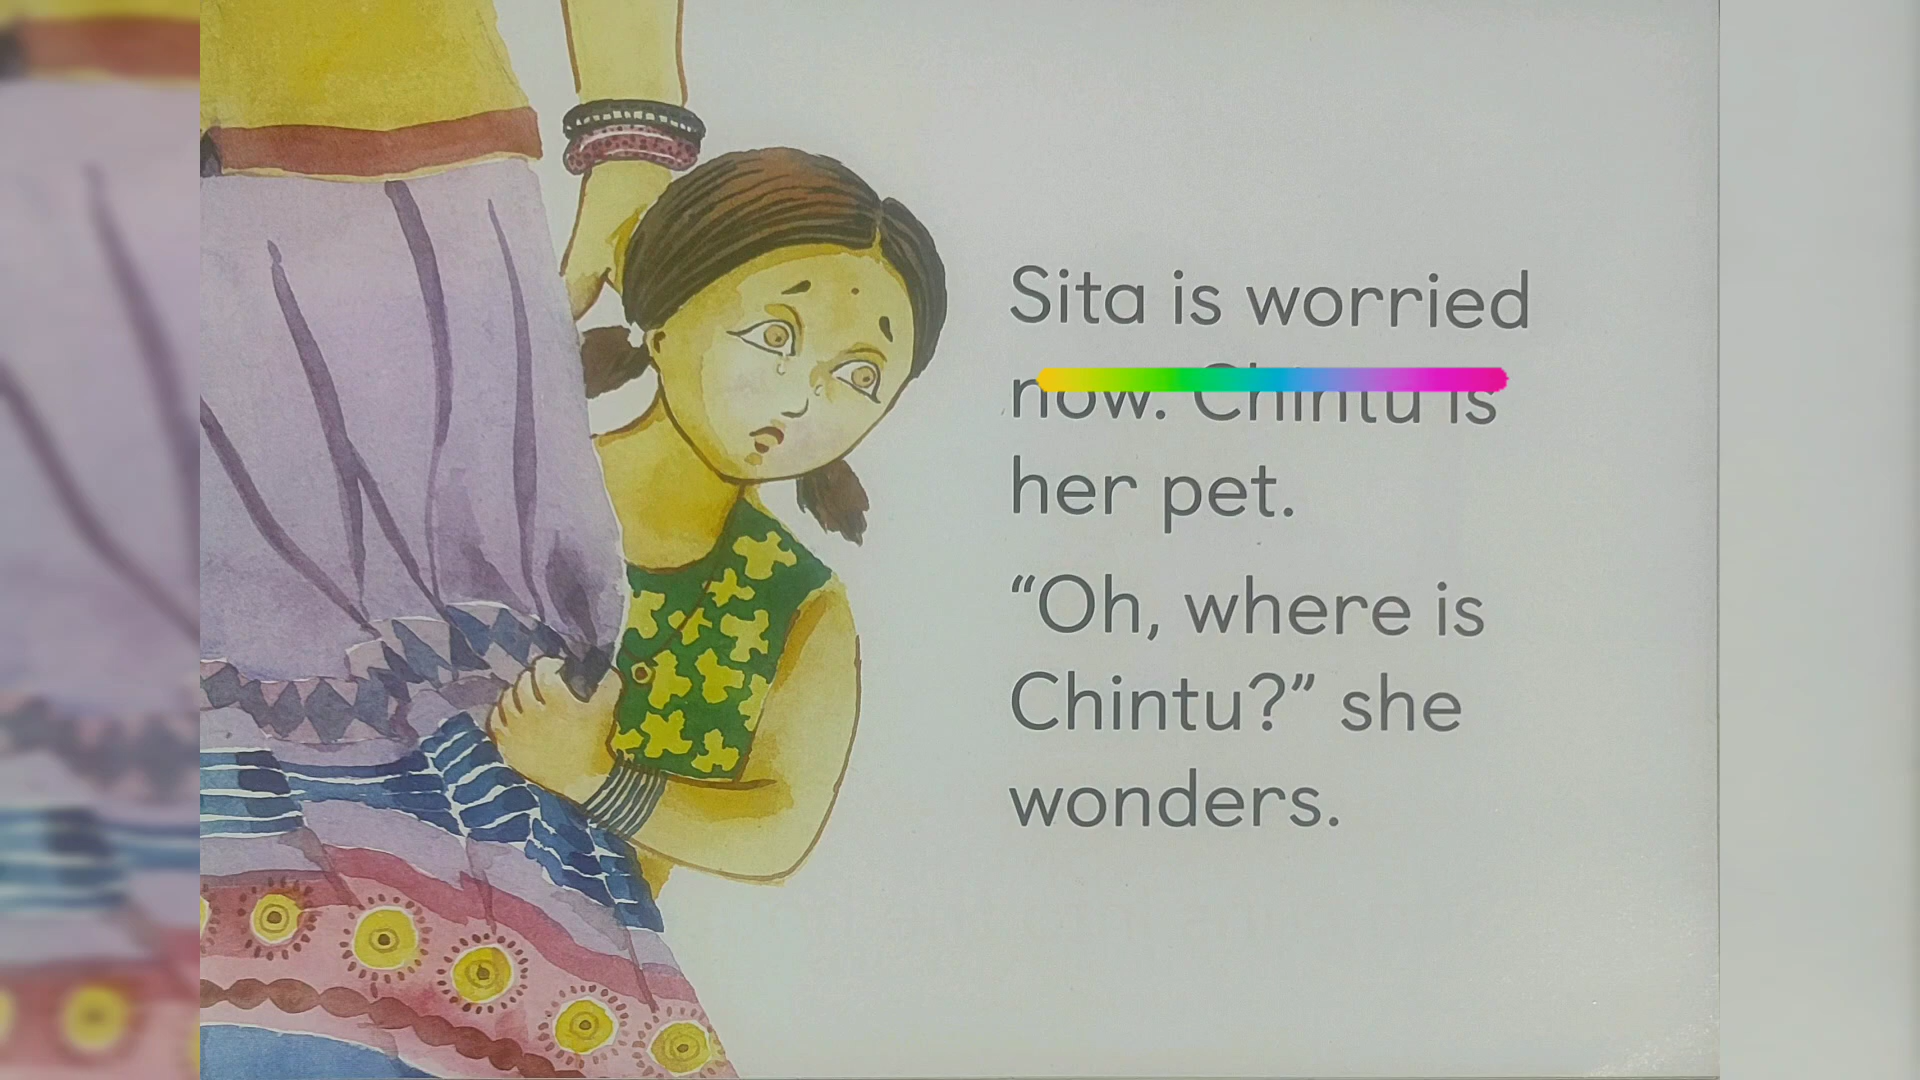 Sita is worried
now. Chintu is
her pet.
“Oh, where is
Chintu?” she
wonders.